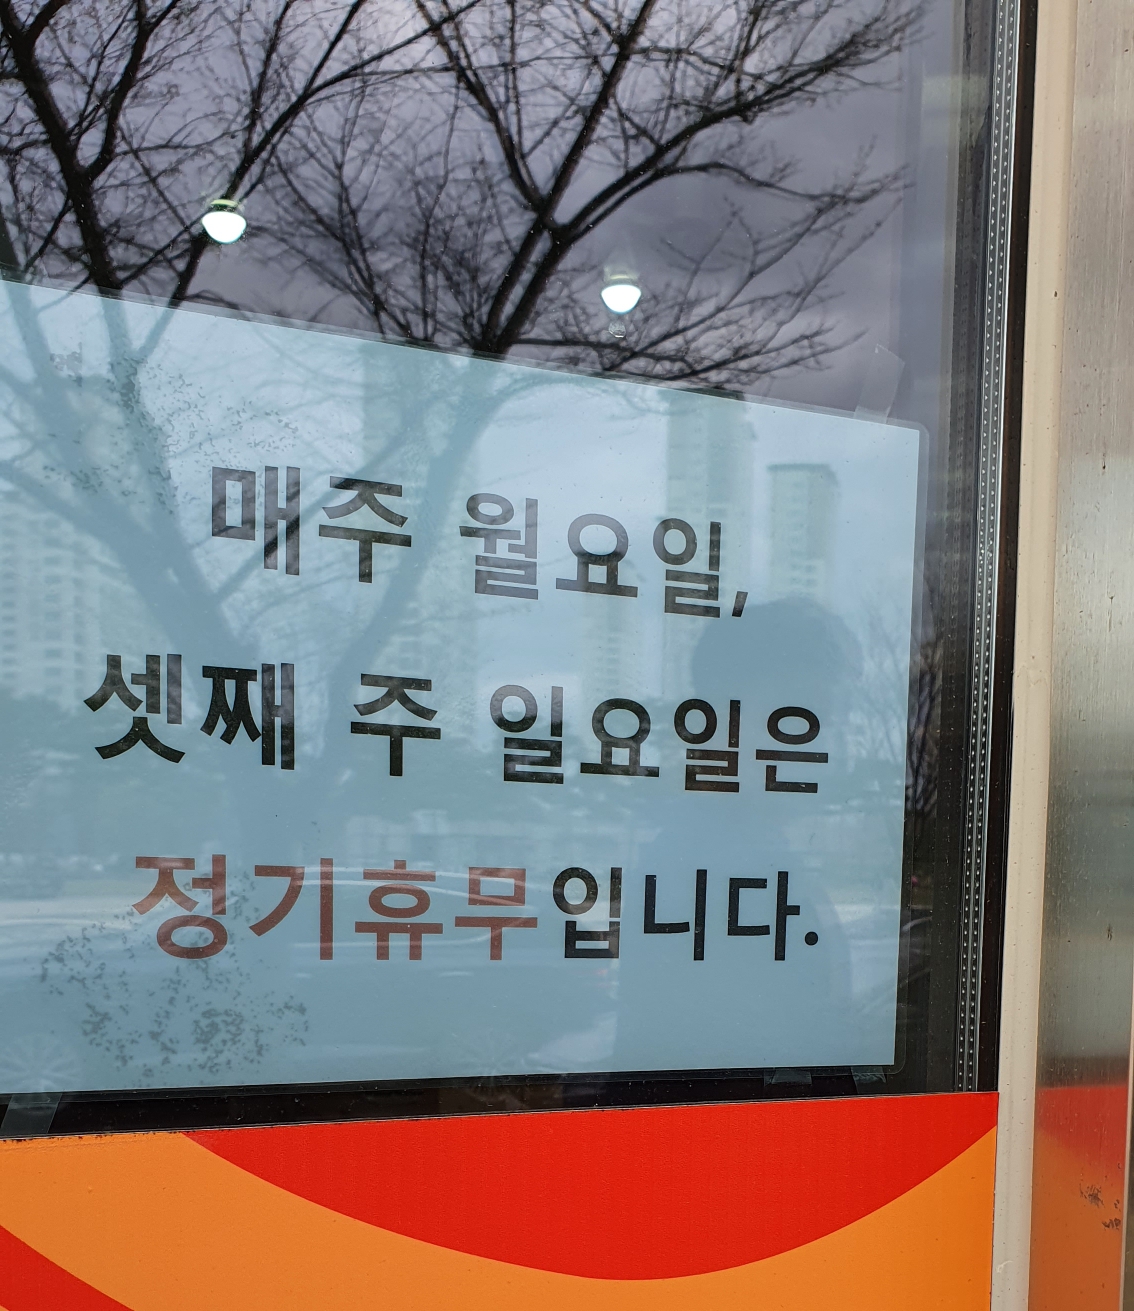 매주 월요일,
셋째 주 일요일은
정기휴무입니다.